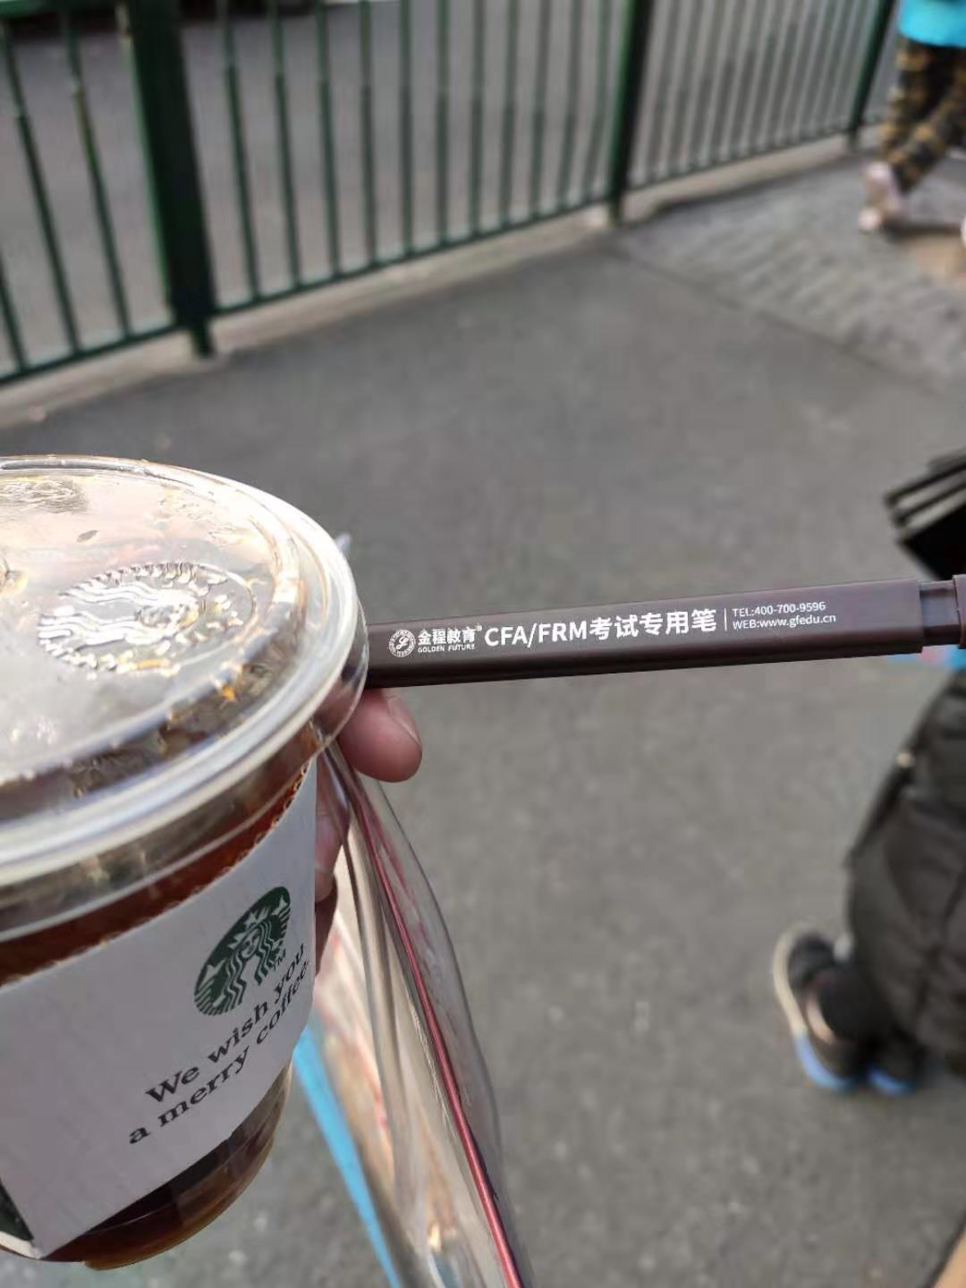 金程教育®
GOLDEN FUTURE
CFA/FRM考试专用笔
TEL:400-700-9596
WEB:www.gfedu.cn
TM
We wish you
a merry coffee.